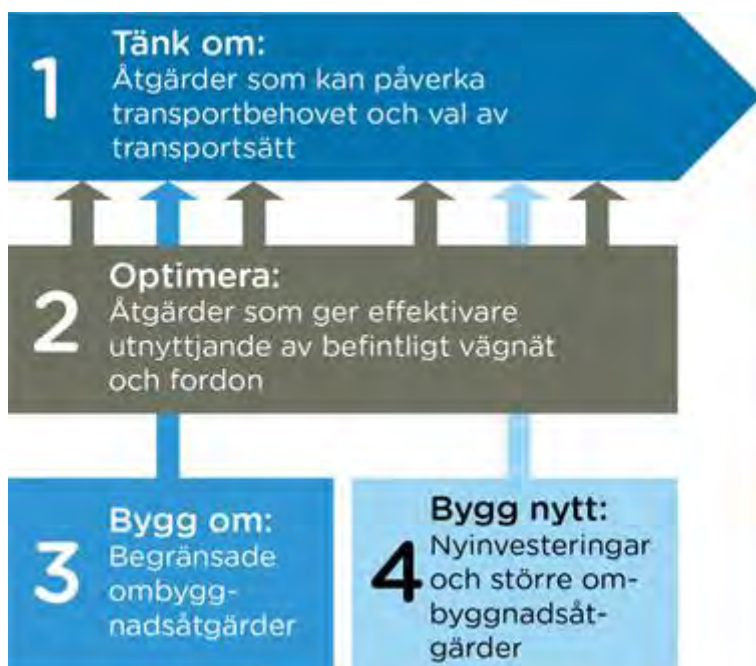 1
Tänk om:
Åtgärder som kan påverka
transportbehovet och val av
transportsätt
2
Optimera:
Åtgärder som ger effektivare
utnyttjande av befintligt vägnät
och fordon
3
Bygg om:
Begränsade
ombygg-
nadsåtgärder
4
Bygg nytt:
Nyinvesteringar
och större om-
byggnadsåt-
gärder